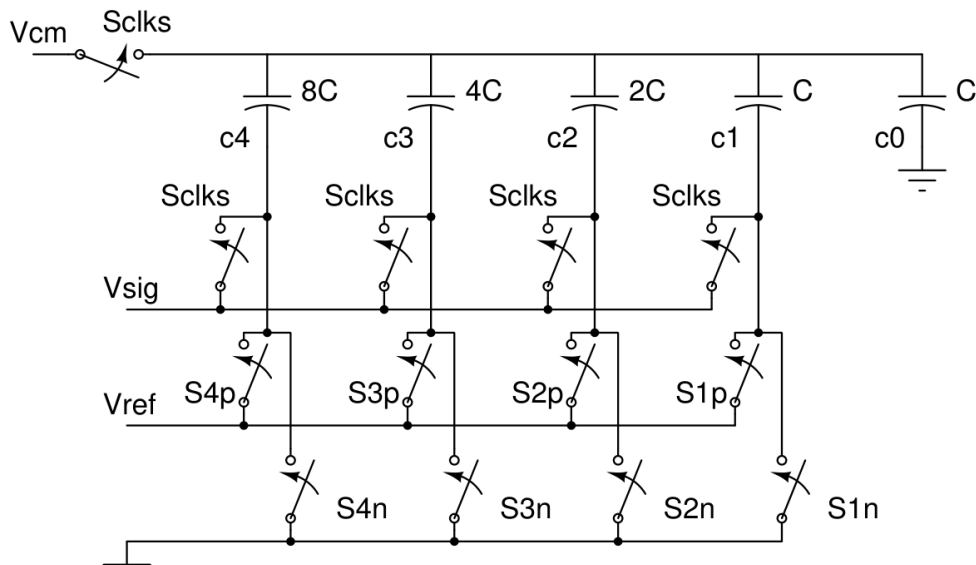 Vcm Sclks
8C 4C 2C C C
c4 c3 c2 c1 c0
Sclks Sclks Sclks Sclks
Vsig
S4p S3p S2p S1p
Vref
S4n S3n S2n S1n